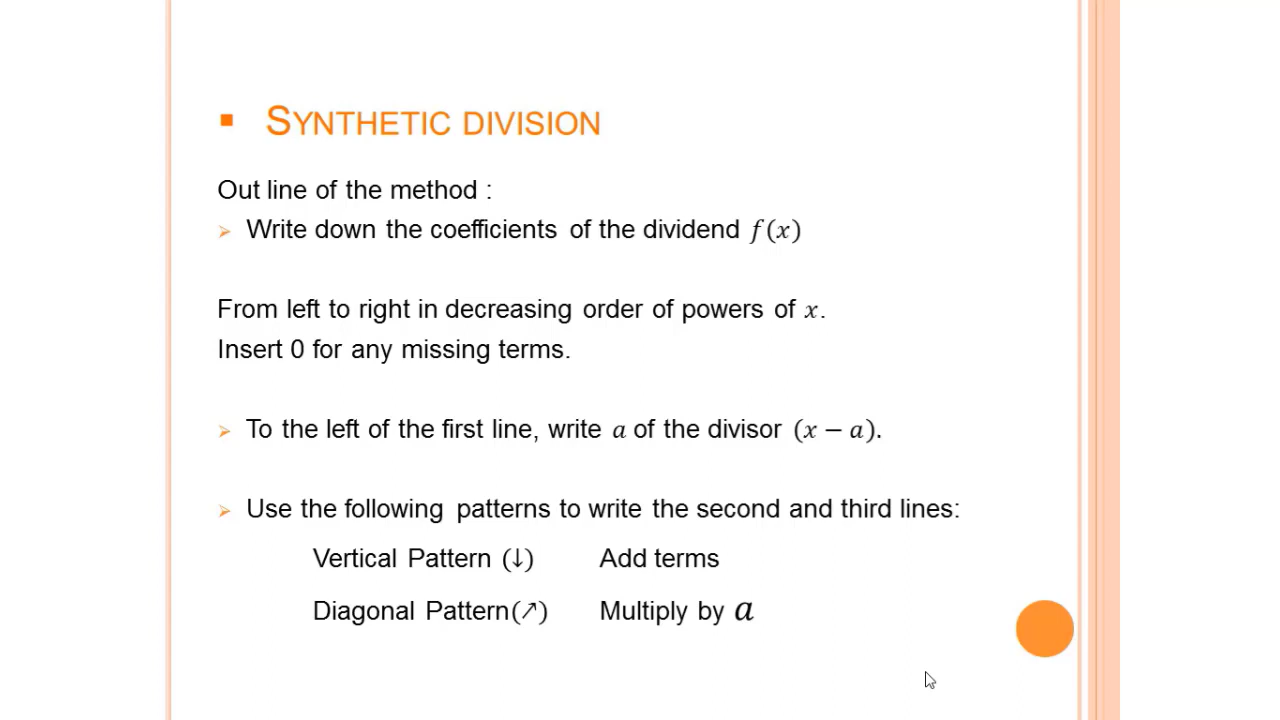 ▪ SYNTHETIC DIVISION
Out line of the method :
➢ Write down the coefficients of the dividend 𝑓(𝑥)
From left to right in decreasing order of powers of 𝑥.
Insert 0 for any missing terms.
➢ To the left of the first line, write 𝑎 of the divisor (𝑥 − 𝑎).
➢ Use the following patterns to write the second and third lines:
Vertical Pattern (↓) Add terms
Diagonal Pattern(↗) Multiply by 𝑎